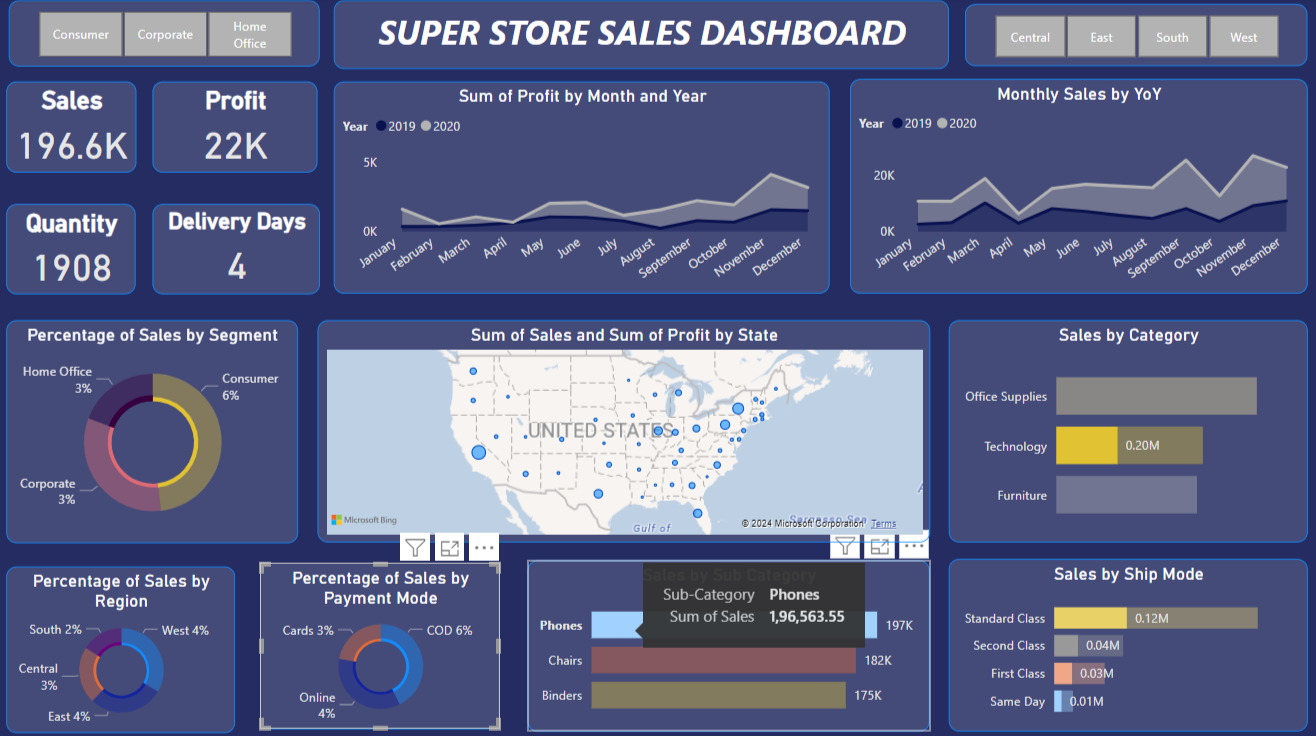 Consumer
Corporate
Home
Office
SUPER STORE SALES DASHBOARD
Central
East
South
West
Sales
196.6K
Profit
22K
Quantity
1908
Delivery Days
4
Sum of Profit by Month and Year
Year 2019 2020
5K
0K
January
February
March
April
May
June
July
August
September
October
November
December
Monthly Sales by YoY
Year 2019 2020
20K
0K
January
February
March
April
May
June
July
August
September
October
November
December
Percentage of Sales by Segment
Home Office
3%
Consumer
6%
Corporate
3%
Sum of Sales and Sum of Profit by State
UNITED STATES
Gulf of
Sargasso Sea
Microsoft Bing
© 2024 Microsoft Corporation Terms
Sales by Category
Office Supplies
Technology
0.20M
Furniture
Percentage of Sales by
Region
South 2%
West 4%
Central
3%
East 4%
Percentage of Sales by
Payment Mode
Cards 3%
COD 6%
Online
4%
Sales by Sub Category
Sub-Category Phones
Sum of Sales 1,96,563.55
Phones
197K
Chairs
182K
Binders
175K
Sales by Ship Mode
Standard Class
0.12M
Second Class
0.04M
First Class
0.03M
Same Day
0.01M